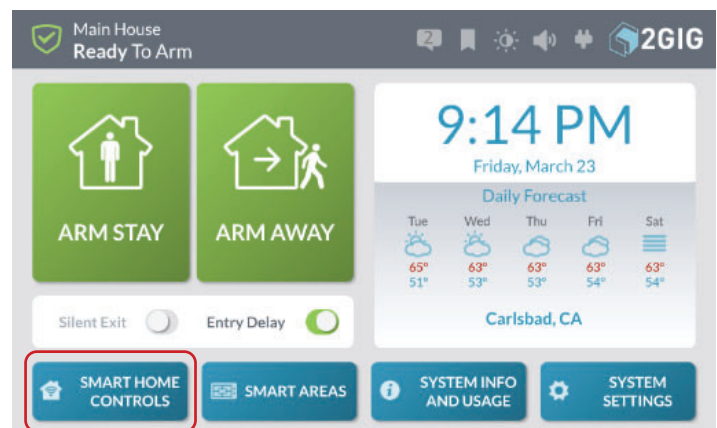 Main House
Ready To Arm
2
2GIG
ARM STAY
ARM AWAY
Silent Exit
Entry Delay
9:14 PM
Friday, March 23
Daily Forecast
Tue Wed Thu Fri Sat
65° 63° 63° 63° 63°
51° 53° 53° 54° 54°
Carlsbad, CA
SMART HOME
CONTROLS
SMART AREAS
SYSTEM INFO
AND USAGE
SYSTEM
SETTINGS